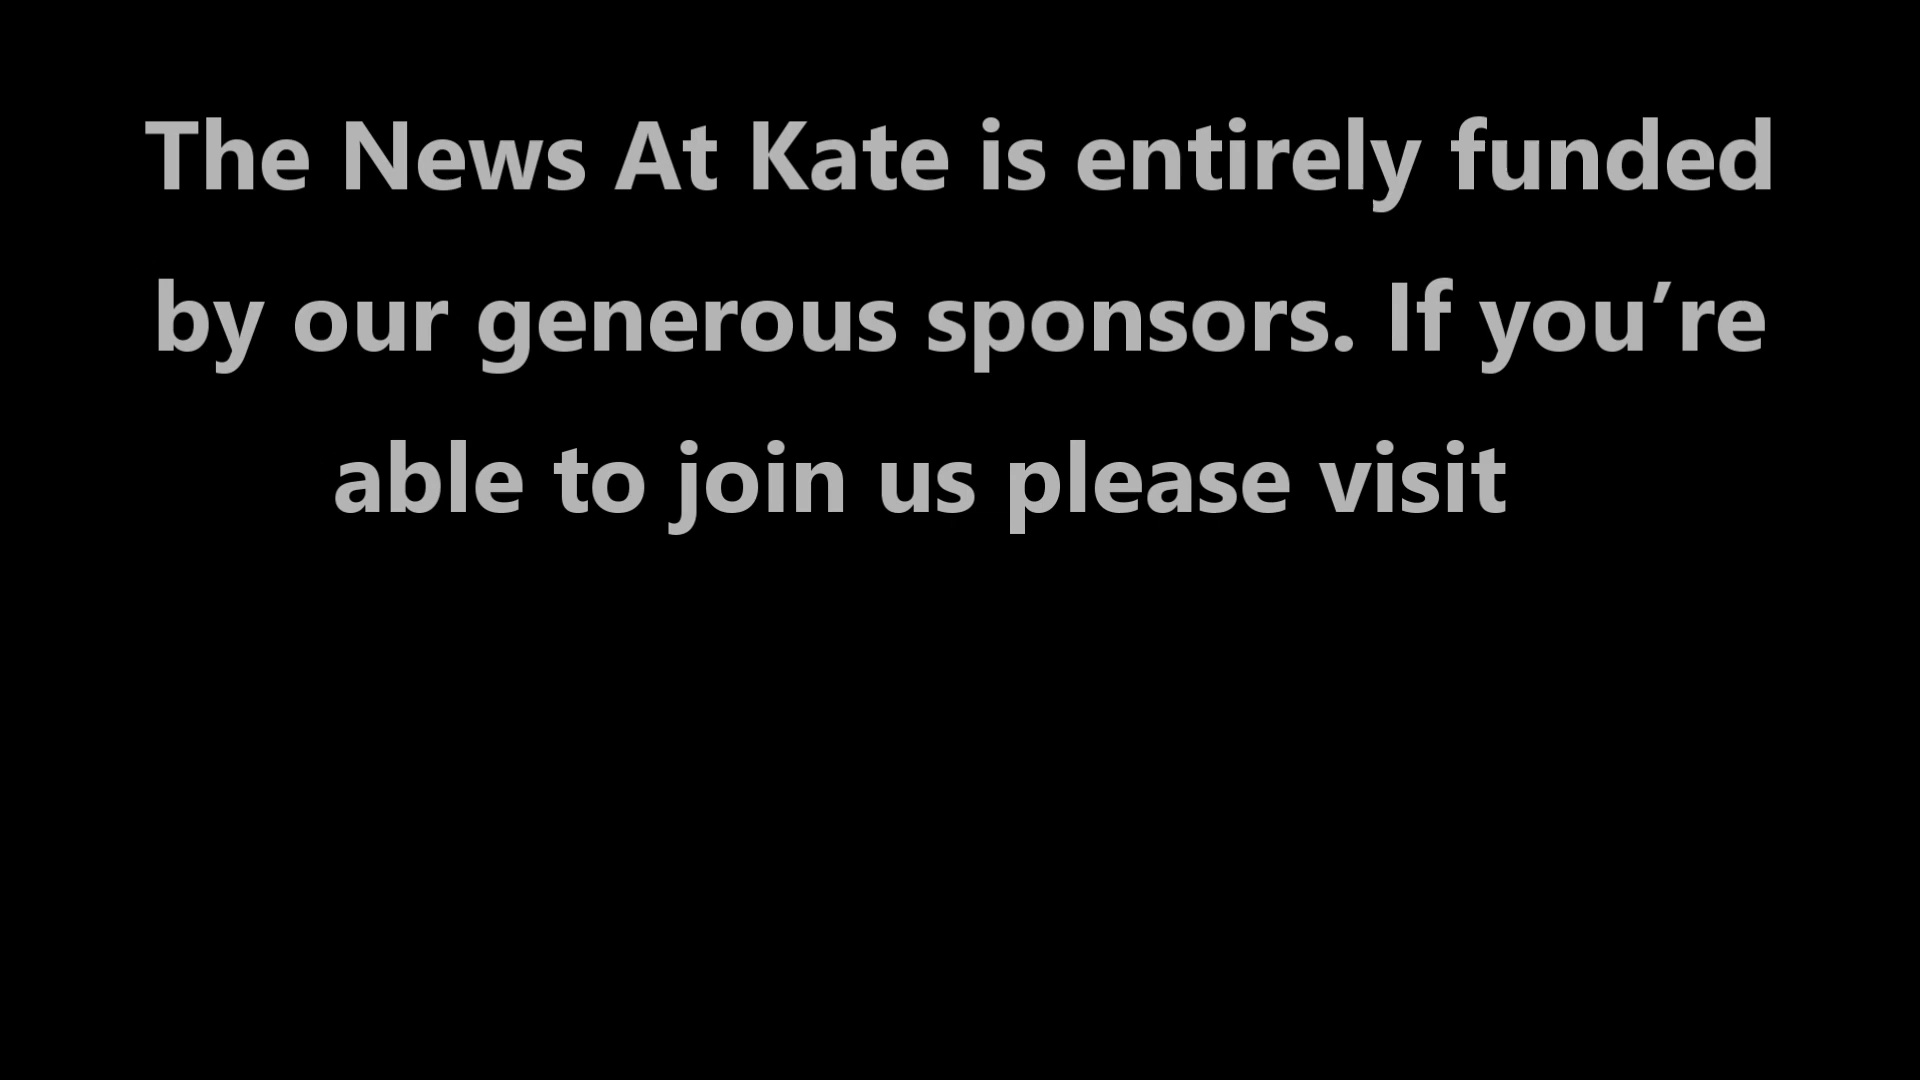 The News At Kate is entirely funded
by our generous sponsors. If you’re
able to join us please visit